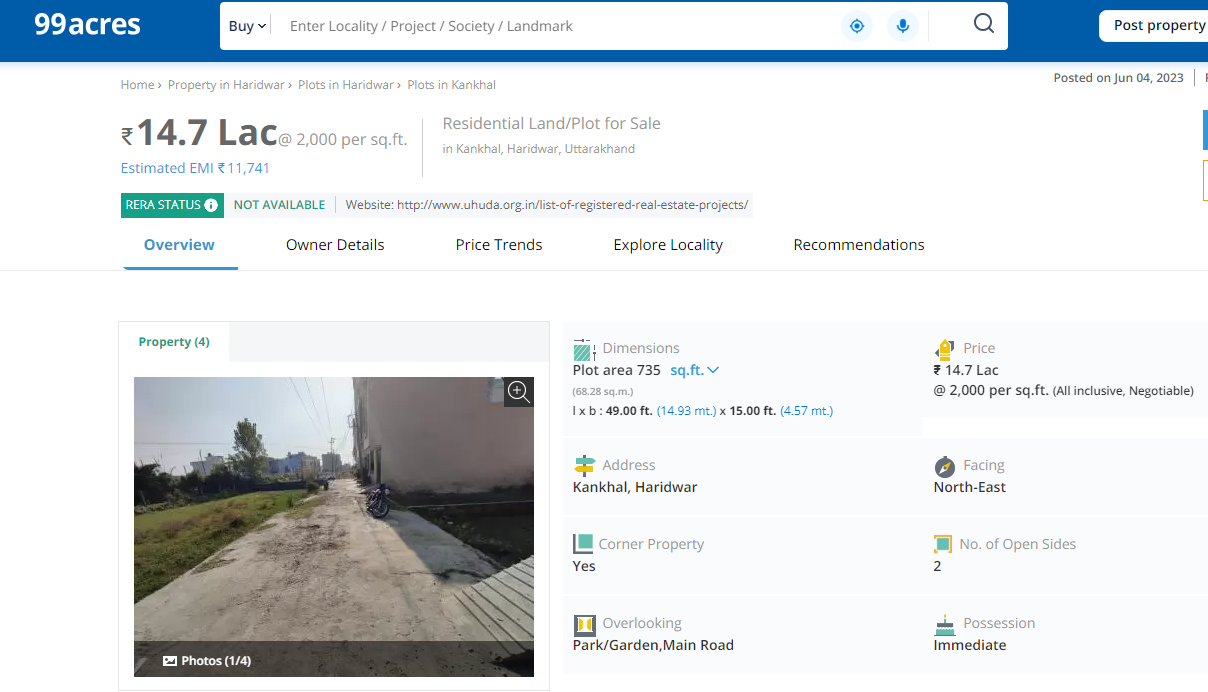 99acres
Buy
Enter Locality / Project / Society / Landmark
Post property
Home › Property in Haridwar › Plots in Haridwar › Plots in Kankhal
Posted on Jun 04, 2023
₹ 14.7 Lac @ 2,000 per sq.ft.
Estimated EMI ₹ 11,741
Residential Land/Plot for Sale
in Kankhal, Haridwar, Uttarakhand
RERA STATUS i NOT AVAILABLE Website: http://www.uhuda.org.in/list-of-registered-real-estate-projects/
Overview Owner Details Price Trends Explore Locality Recommendations
Property (4)
Photos (1/4)
Dimensions
Plot area 735 sq.ft.
(68.28 sq.m.)
l x b : 49.00 ft. (14.93 mt.) x 15.00 ft. (4.57 mt.)
Price
₹ 14.7 Lac
@ 2,000 per sq.ft. (All inclusive, Negotiable)
Address
Kankhal, Haridwar
Facing
North-East
Corner Property
Yes
No. of Open Sides
2
Overlooking
Park/Garden,Main Road
Possession
Immediate